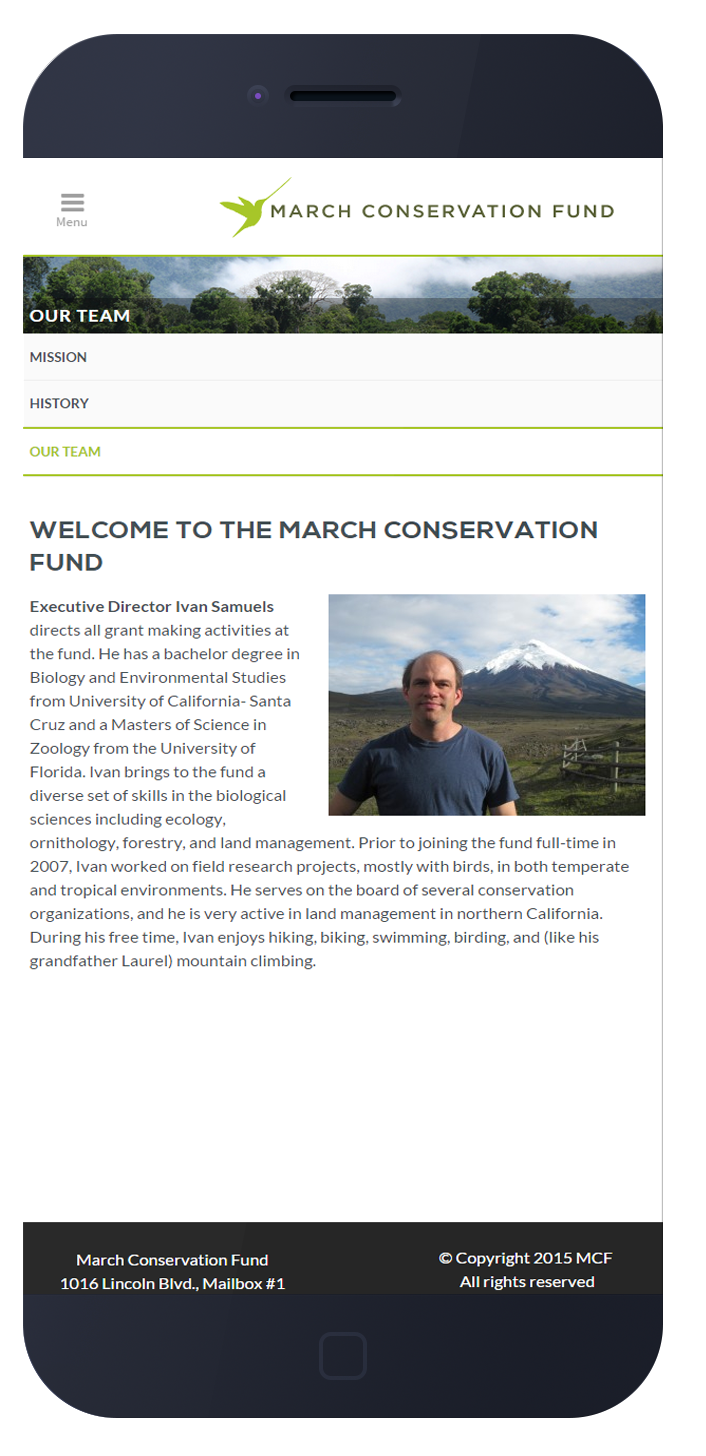 Menu
MARCH CONSERVATION FUND
OUR TEAM
MISSION
HISTORY
OUR TEAM
WELCOME TO THE MARCH CONSERVATION
FUND
Executive Director Ivan Samuels
directs all grant making activities at
the fund. He has a bachelor degree in
Biology and Environmental Studies
from University of California- Santa
Cruz and a Masters of Science in
Zoology from the University of
Florida. Ivan brings to the fund a
diverse set of skills in the biological
sciences including ecology,
ornithology, forestry, and land management. Prior to joining the fund full-time in
2007, Ivan worked on field research projects, mostly with birds, in both temperate
and tropical environments. He serves on the board of several conservation
organizations, and he is very active in land management in northern California.
During his free time, Ivan enjoys hiking, biking, swimming, birding, and (like his
grandfather Laurel) mountain climbing.
March Conservation Fund
1016 Lincoln Blvd., Mailbox #1
© Copyright 2015 MCF
All rights reserved